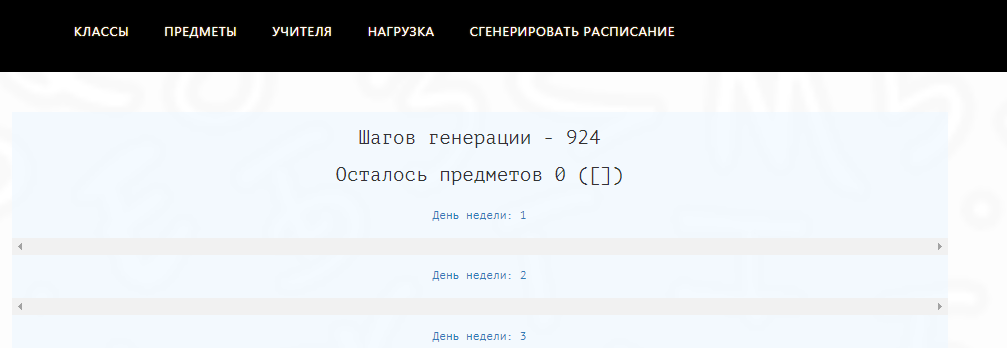 КЛАССЫ ПРЕДМЕТЫ УЧИТЕЛЯ НАГРУЗКА СГЕНЕРИРОВАТЬ РАСПИСАНИЕ
Шагов генерации - 924
Осталось предметов 0 ([])
День недели: 1
День недели: 2
День недели: 3